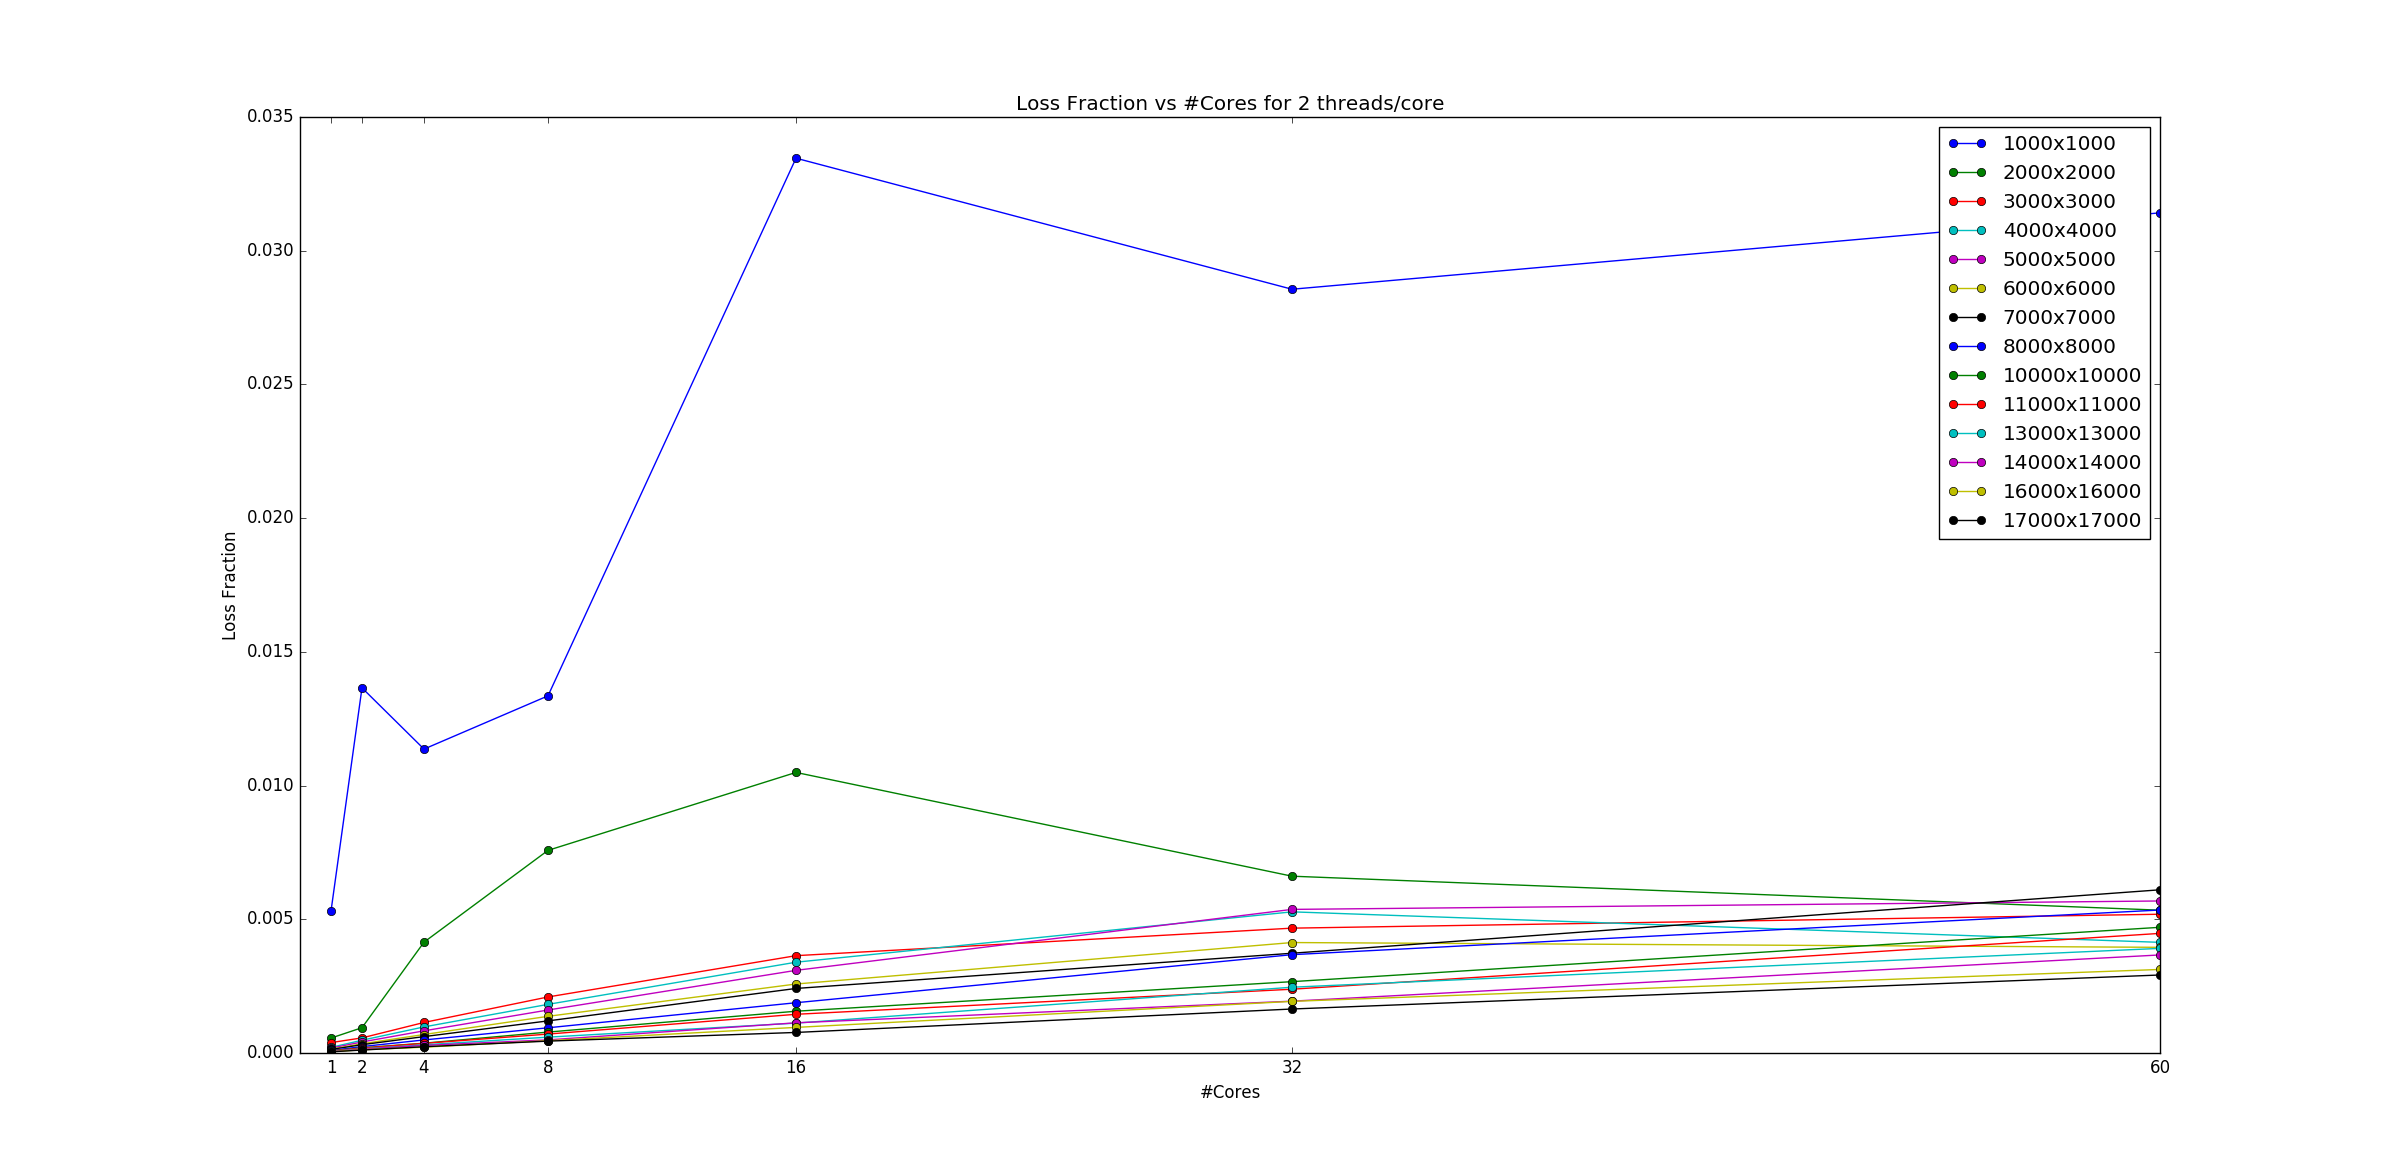 Loss Fraction vs #Cores for 2 threads/core
0.035
0.030
0.025
0.020
0.015
0.010
0.005
0.000
Loss Fraction
1000x1000
2000x2000
3000x3000
4000x4000
5000x5000
6000x6000
7000x7000
8000x8000
10000x10000
11000x11000
13000x13000
14000x14000
16000x16000
17000x17000
1 2 4 8 16 32 60
#Cores